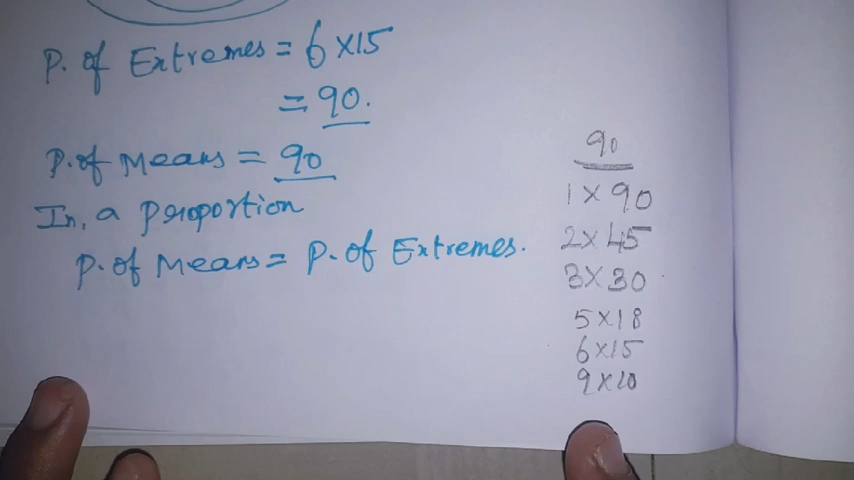 P. of Extremes = 6 × 15
= 90.
P. of Means = 90
In, a proportion
P. of Means = P. of Extremes.
90
1 × 90
2 × 45
3 × 30
5 × 18
6 × 15
9 × 10